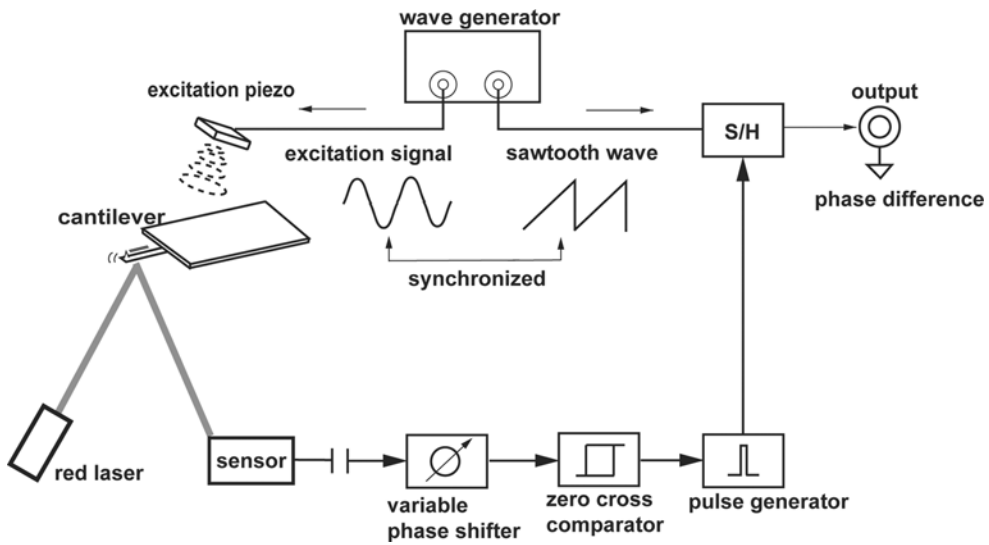 wave generator
excitation piezo
output
S/H
excitation signal
sawtooth wave
phase difference
cantilever
synchronized
red laser
sensor
variable
phase shifter
zero cross
comparator
pulse generator